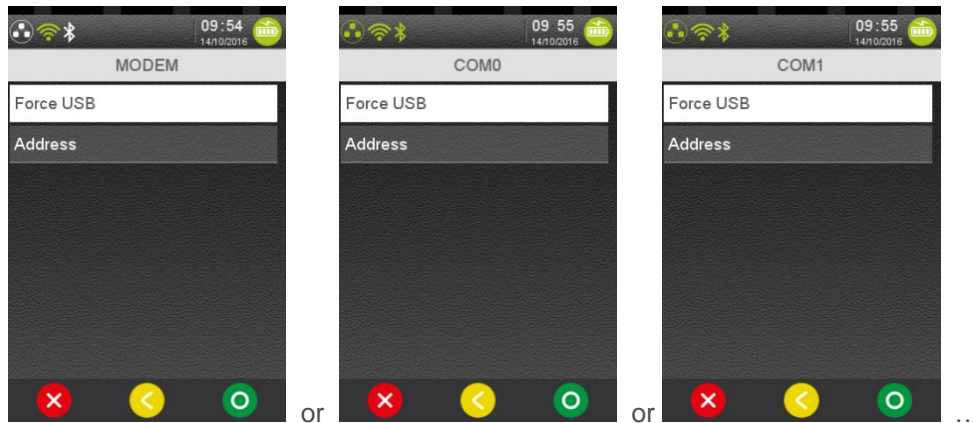 09:54
14/10/2016
MODEM
Force USB
Address
or
09 55
14/10/2016
COM0
Force USB
Address
or
09:55
14/10/2016
COM1
Force USB
Address
..